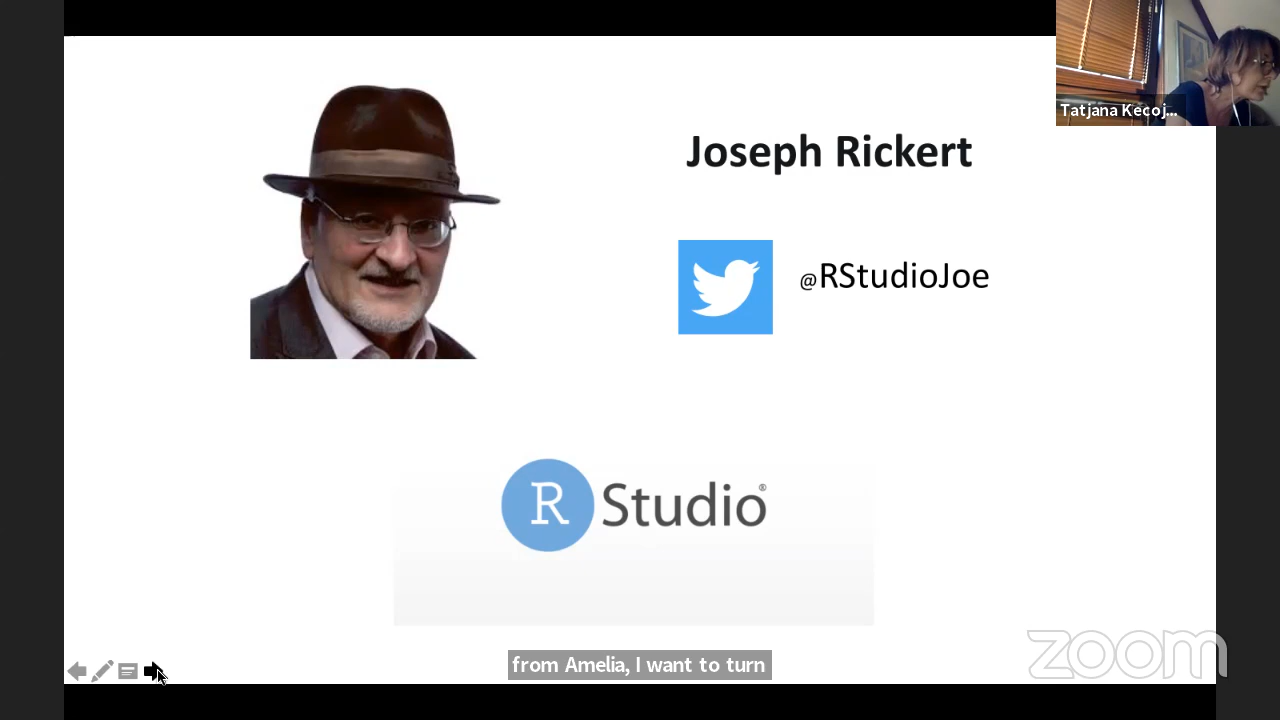 Tatjana Kecoj...
Joseph Rickert
@RStudioJoe
R Studio®
from Amelia, I want to turn
zoom